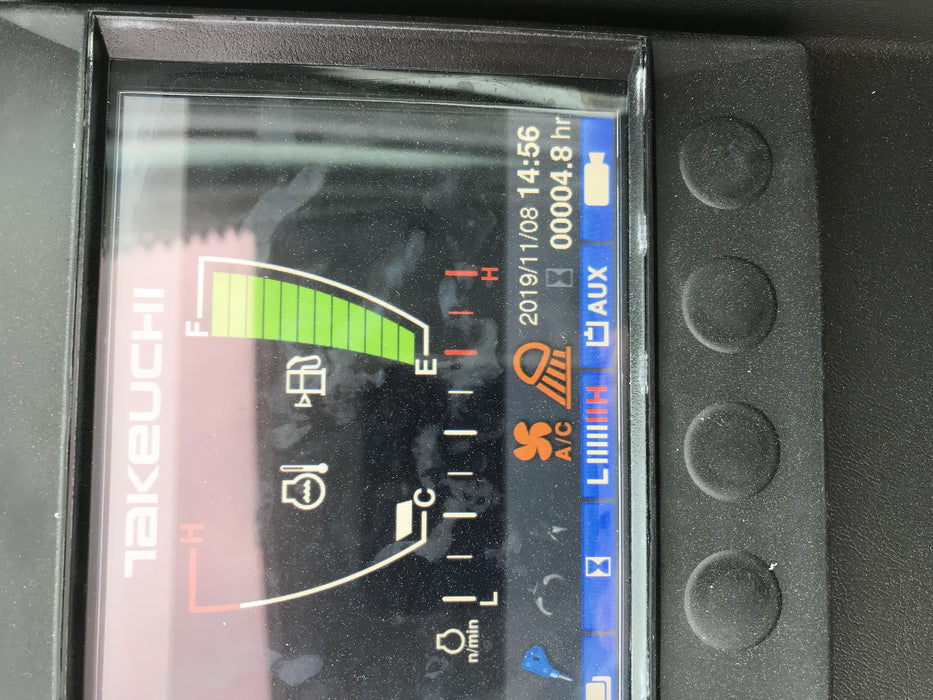 TAKEUCHI
H F
C E
n/min
L H
A/C
2019/11/08 14:56
00004.8 hr
L H AUX